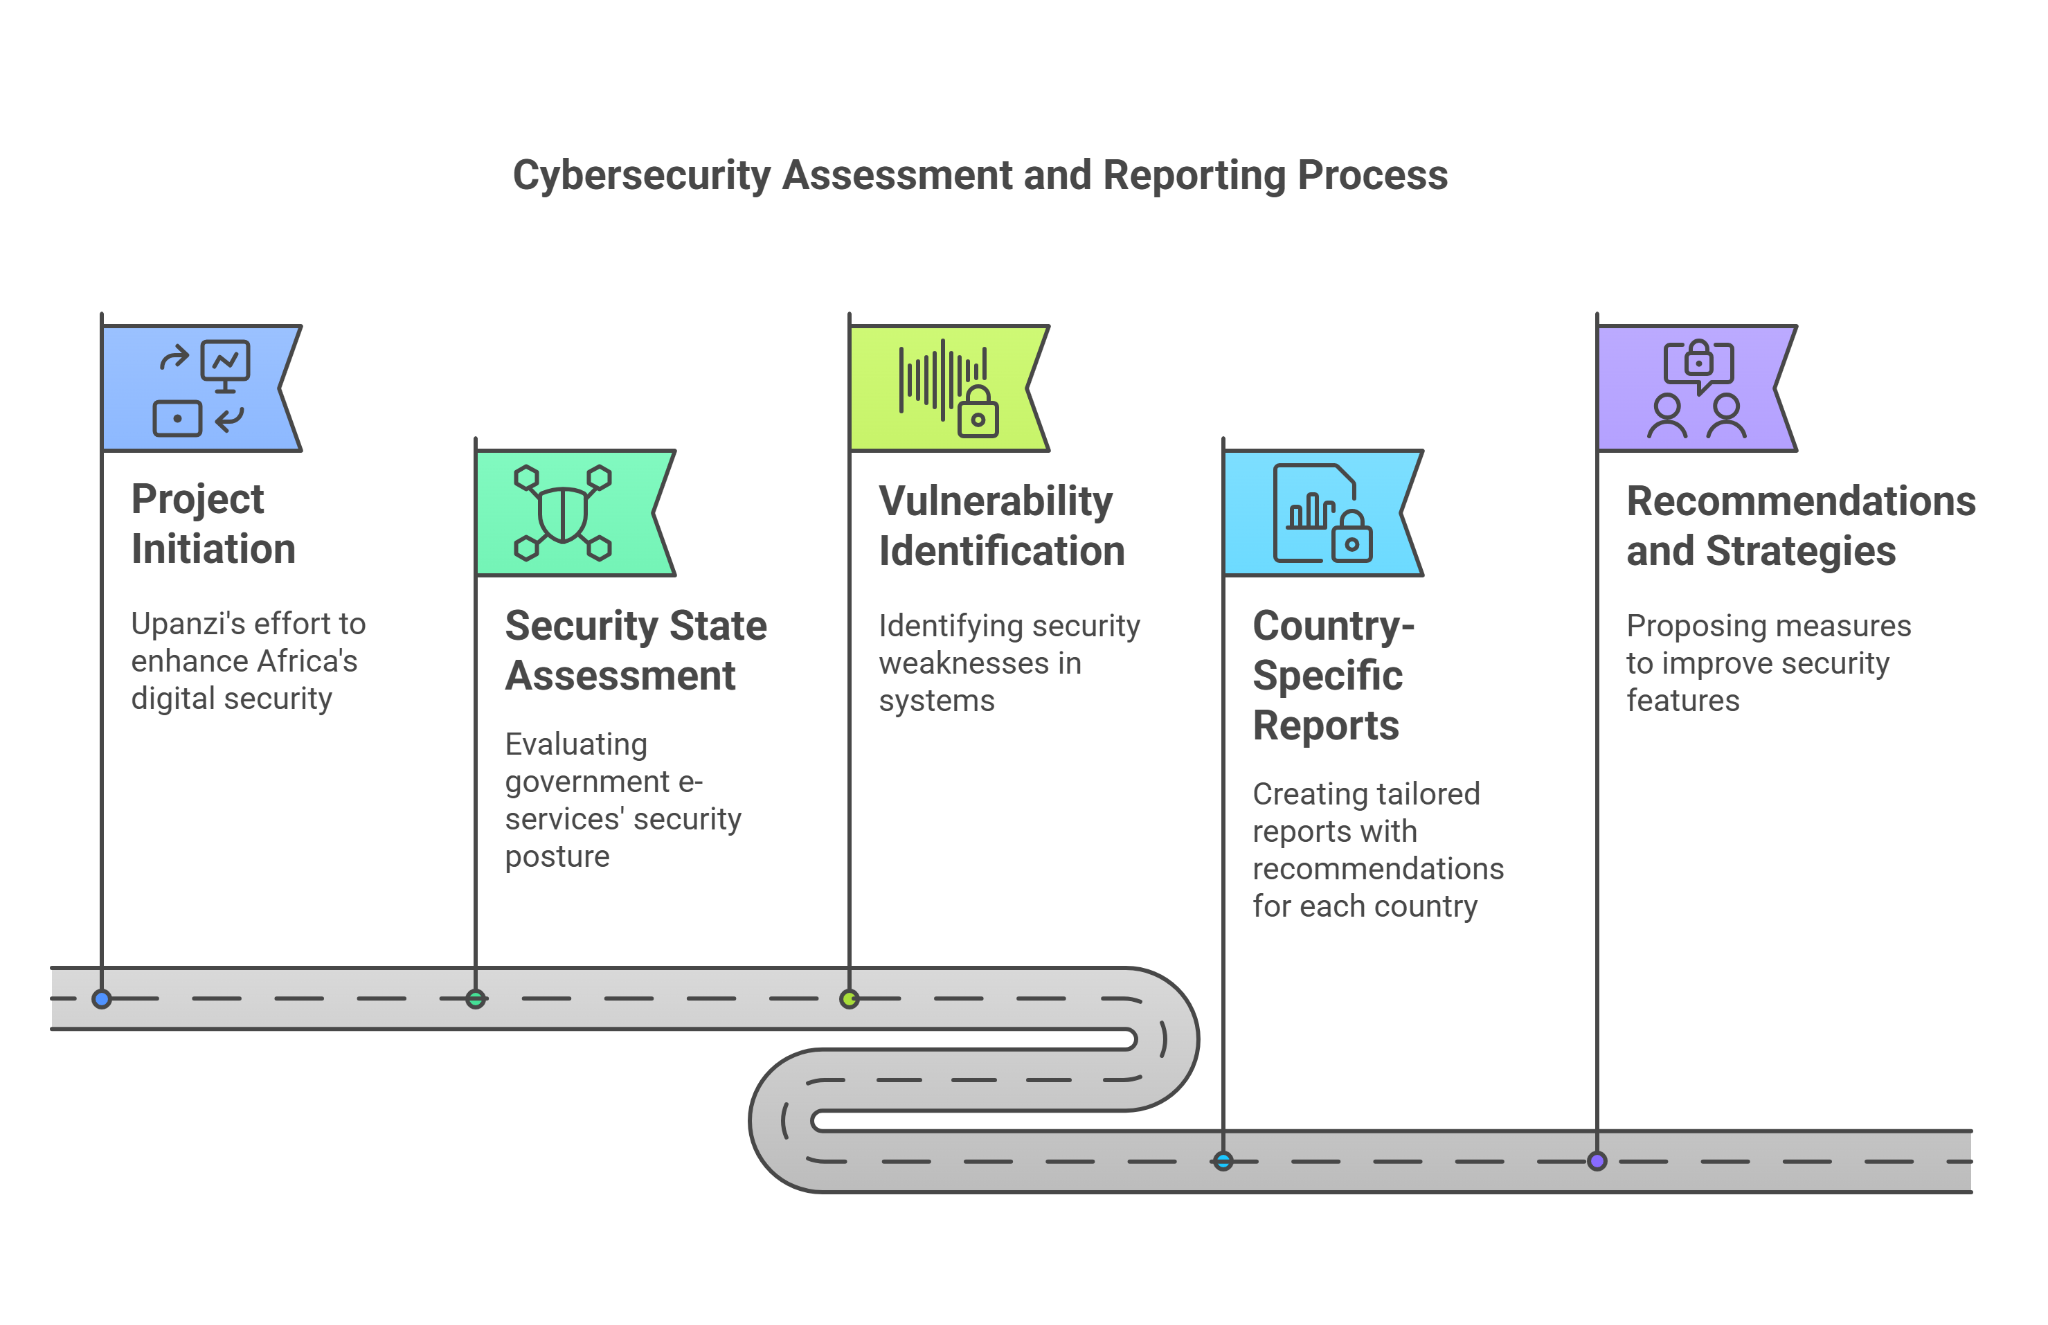 Cybersecurity Assessment and Reporting Process
Project
Initiation
Upanzi's effort to
enhance Africa's
digital security
Security State
Assessment
Evaluating
government e-
services' security
posture
Vulnerability
Identification
Identifying security
weaknesses in
systems
Country-
Specific
Reports
Creating tailored
reports with
recommendations
for each country
Recommendations
and Strategies
Proposing measures
to improve security
features